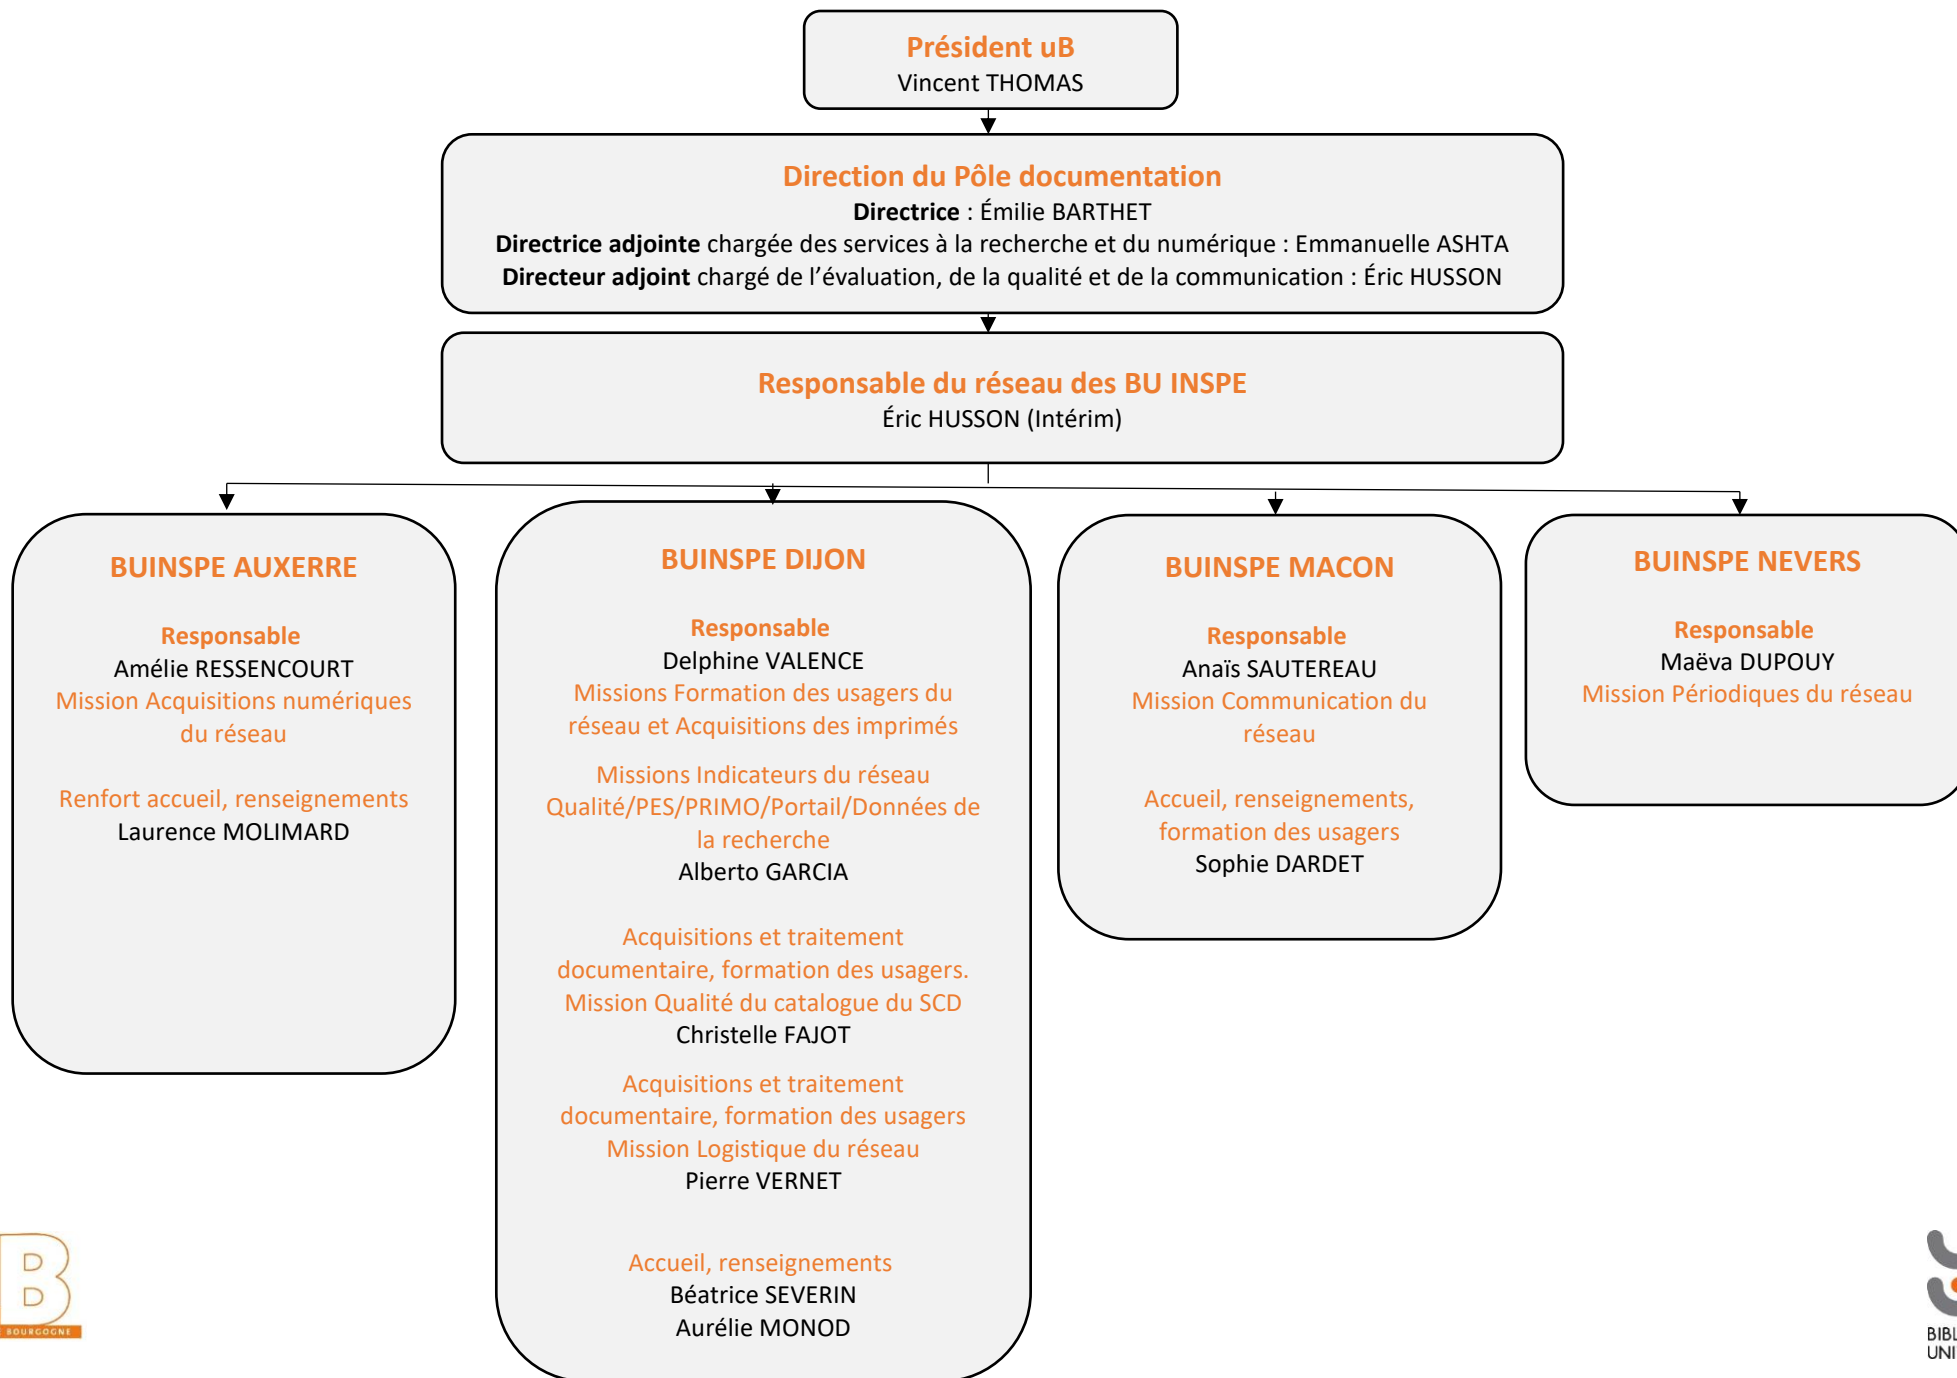 Président uB
Vincent THOMAS
Direction du Pôle documentation
Directrice : Émilie BARTHET
Directrice adjointe chargée des services à la recherche et du numérique : Emmanuelle ASHTA
Directeur adjoint chargé de l’évaluation, de la qualité et de la communication : Éric HUSSON
Responsable du réseau des BU INSPE
Éric HUSSON (Intérim)
BUINSPE AUXERRE
Responsable
Amélie RESSENCOURT
Mission Acquisitions numériques
du réseau
Renfort accueil, renseignements
Laurence MOLIMARD
BUINSPE DIJON
Responsable
Delphine VALENCE
Missions Formation des usagers du
réseau et Acquisitions des imprimés
Missions Indicateurs du réseau
Qualité/PES/PRIMO/Portail/Données de
la recherche
Alberto GARCIA
Acquisitions et traitement
documentaire, formation des usagers.
Mission Qualité du catalogue du SCD
Christelle FAJOT
Acquisitions et traitement
documentaire, formation des usagers
Mission Logistique du réseau
Pierre VERNET
Accueil, renseignements
Béatrice SEVERIN
Aurélie MONOD
BUINSPE MACON
Responsable
Anaïs SAUTEREAU
Mission Communication du
réseau
Accueil, renseignements,
formation des usagers
Sophie DARDET
BUINSPE NEVERS
Responsable
Maëva DUPOUY
Mission Périodiques du réseau
B
BOURGOGNE
BIBL
UNI